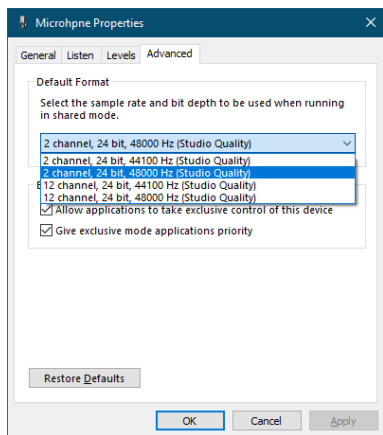 Microhpne Properties
General Listen Levels Advanced
Default Format
Select the sample rate and bit depth to be used when running
in shared mode.
2 channel, 24 bit, 48000 Hz (Studio Quality)
2 channel, 24 bit, 44100 Hz (Studio Quality)
2 channel, 24 bit, 48000 Hz (Studio Quality)
12 channel, 24 bit, 44100 Hz (Studio Quality)
12 channel, 24 bit, 48000 Hz (Studio Quality)
Allow applications to take exclusive control of this device
Give exclusive mode applications priority
Restore Defaults
OK Cancel Apply